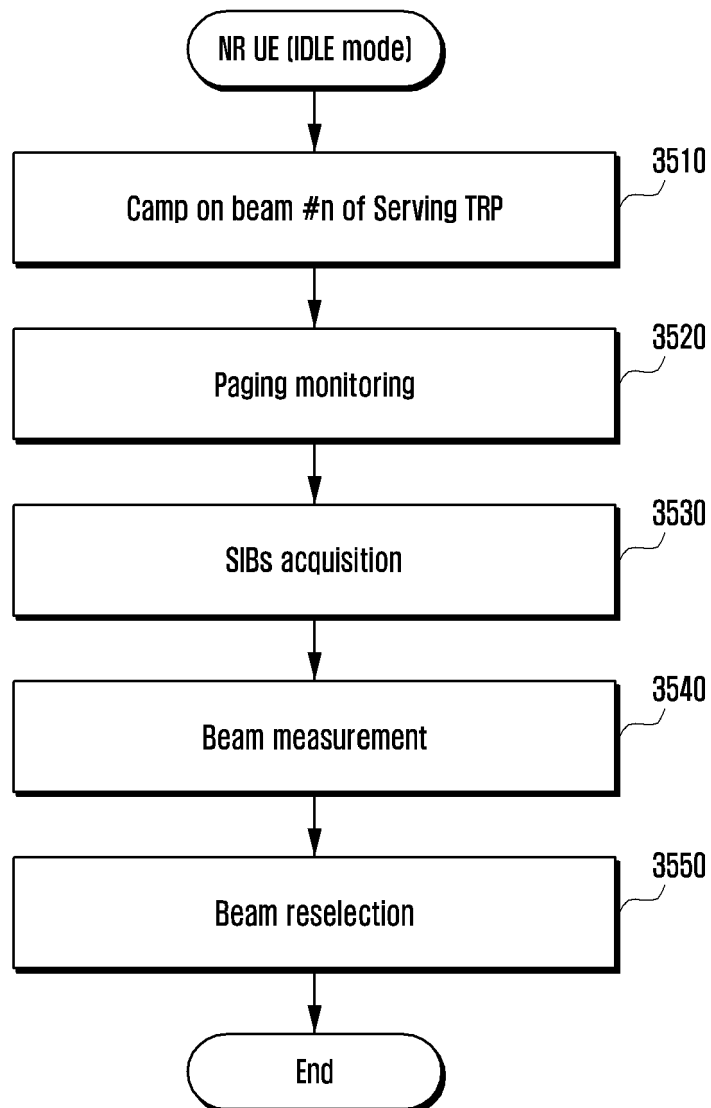 NR UE (IDLE mode)
3510
Camp on beam #n of Serving TRP
3520
Paging monitoring
3530
SIBs acquisition
3540
Beam measurement
3550
Beam reselection
End